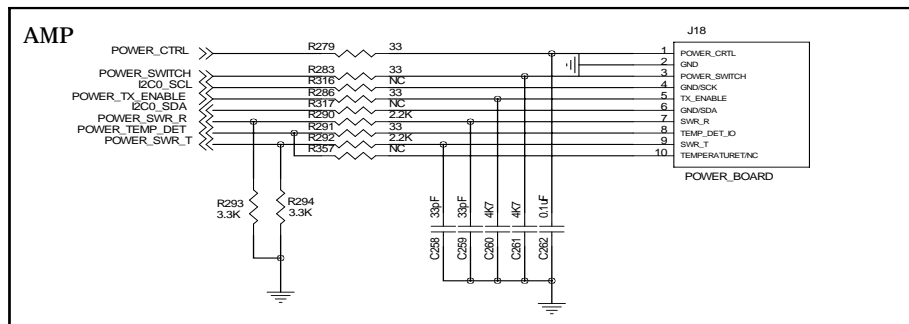 AMP
J18
POWER_CTRL R279 33 1 POWER_CRTL
2 GND
POWER_SWITCH R283 33 3 POWER_SWITCH
I2C0_SCL R316 NC 4 GND/SCK
POWER_TX_ENABLE R286 33 5 TX_ENABLE
I2C0_SDA R317 NC 6 GND/SDA
POWER_SWR_R R290 2.2K 7 SWR_R
POWER_TEMP_DET R291 33 8 TEMP_DET_IO
POWER_SWR_T R292 2.2K 9 SWR_T
R357 NC 10 TEMPERATURET/NC
POWER_BOARD
R293 3.3K
R294 3.3K
C258 33pF
C259 33pF
C260 4K7
C261 4K7
C262 0.1uF